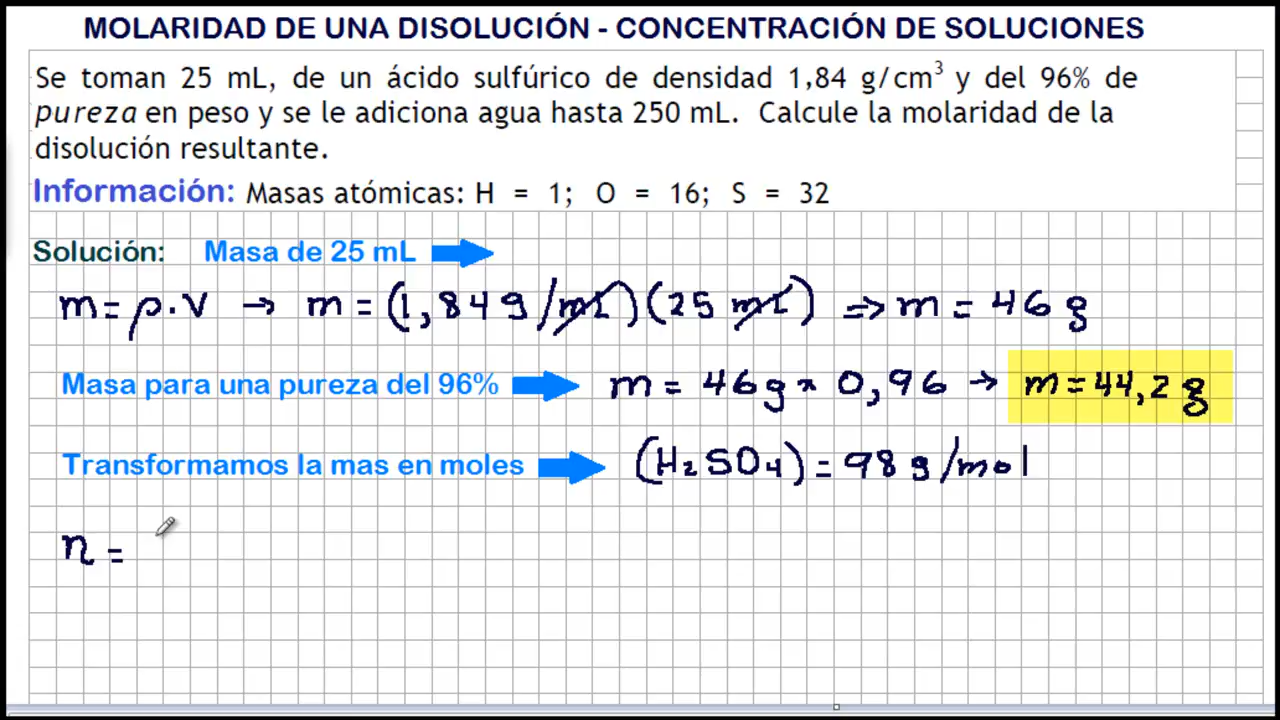 MOLARIDAD DE UNA DISOLUCIÓN - CONCENTRACIÓN DE SOLUCIONES
Se toman 25 mL, de un ácido sulfúrico de densidad 1,84 g/cm³ y del 96% de
pureza en peso y se le adiciona agua hasta 250 mL. Calcule la molaridad de la
disolución resultante.
Información: Masas atómicas: H = 1; O = 16; S = 32
Solución: Masa de 25 mL
m = ρ.V → m = (1,84 g/mL)(25 mL) ⇒ m = 46 g
Masa para una pureza del 96% m = 46g × 0,96 → m = 44,2 g
Transformamos la mas en moles (H₂SO₄) = 98 g/mol
n =